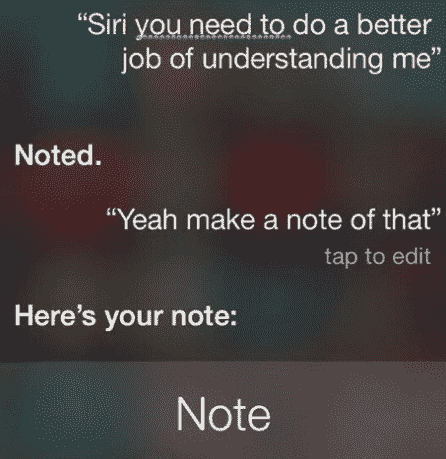 “Siri you need to do a better
job of understanding me”
Noted.
“Yeah make a note of that”
tap to edit
Here’s your note:
Note